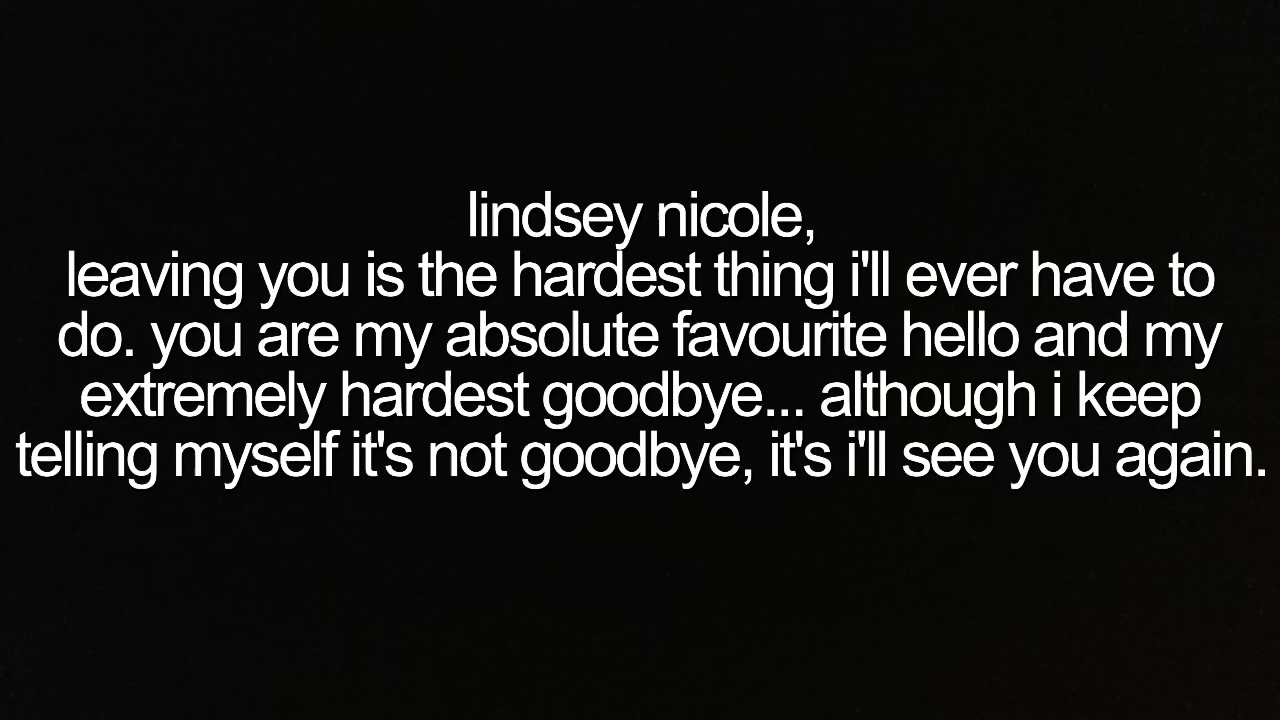 lindsey nicole,
leaving you is the hardest thing i'll ever have to
do. you are my absolute favourite hello and my
extremely hardest goodbye... although i keep
telling myself it's not goodbye, it's i'll see you again.